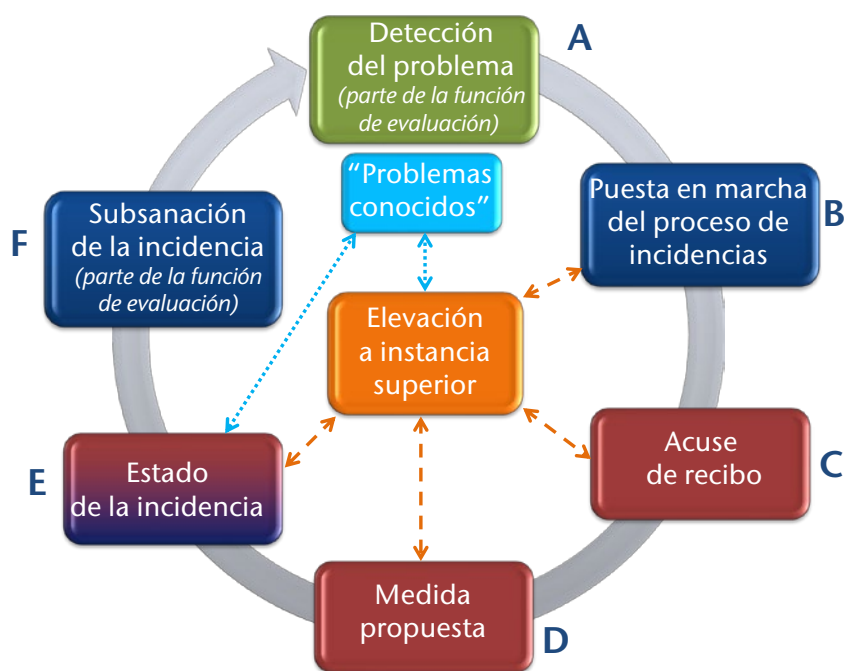 Detección
del problema
(parte de la función
de evaluación)
A
"Problemas
conocidos"
Puesta en marcha
del proceso de
incidencias
B
Subsanación
de la incidencia
(parte de la función
de evaluación)
F
Elevación
a instancia
superior
Acuse
de recibo
C
Estado
de la incidencia
E
Medida
propuesta
D